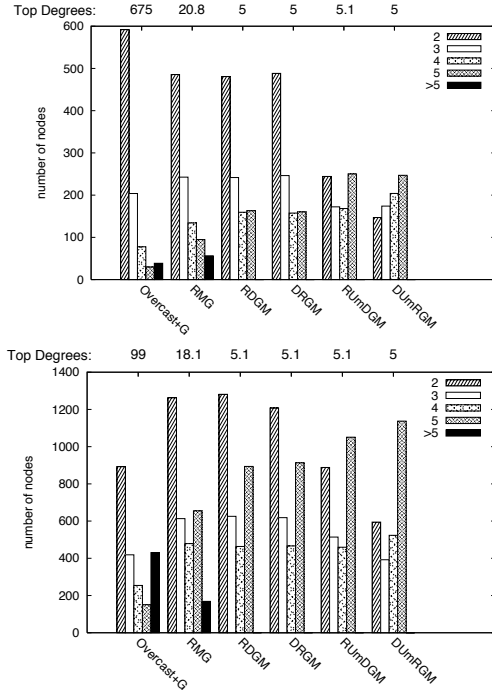 Top Degrees: 675 20.8 5 5 5.1 5
600
500
400
300
200
100
0
number of nodes
2
3
4
5
>5
Overcast+G
RMG
RDGM
DRGM
RUmDGM
DUmRGM
Top Degrees: 99 18.1 5.1 5.1 5.1 5
1400
1200
1000
800
600
400
200
0
number of nodes
2
3
4
5
>5
Overcast+G
RMG
RDGM
DRGM
RUmDGM
DUmRGM